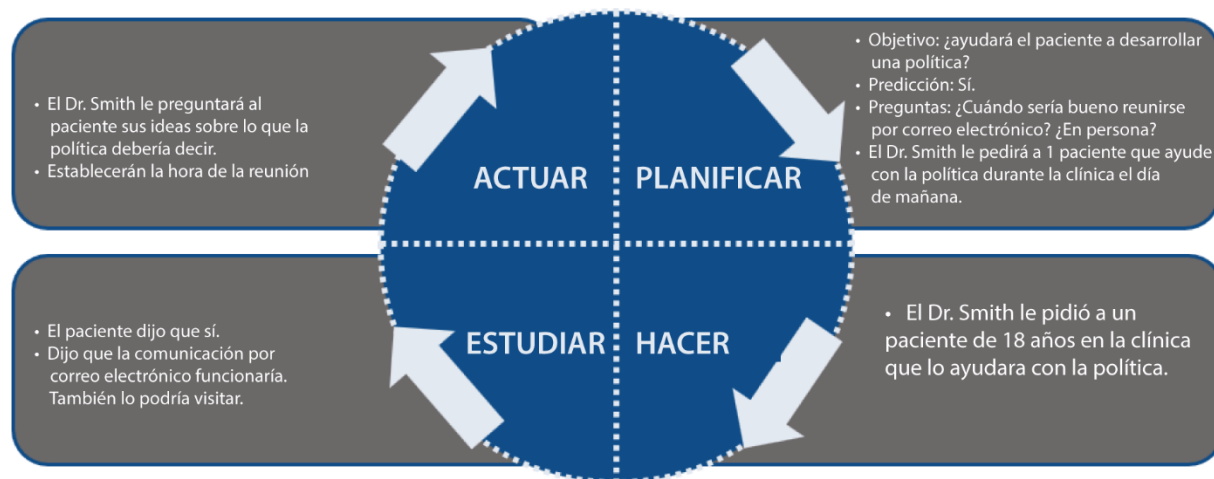 • El Dr. Smith le preguntará al
paciente sus ideas sobre lo que la
política debería decir.
• Establecerán la hora de la reunión
ACTUAR
PLANIFICAR
• Objetivo: ¿ayudará el paciente a desarrollar
una política?
• Predicción: Sí.
• Preguntas: ¿Cuándo sería bueno reunirse
por correo electrónico? ¿En persona?
• El Dr. Smith le pedirá a 1 paciente que ayude
con la política durante la clínica el día
de mañana.
• El paciente dijo que sí.
• Dijo que la comunicación por
correo electrónico funcionaría.
También lo podría visitar.
ESTUDIAR
HACER
• El Dr. Smith le pidió a un
paciente de 18 años en la clínica
que lo ayudara con la política.